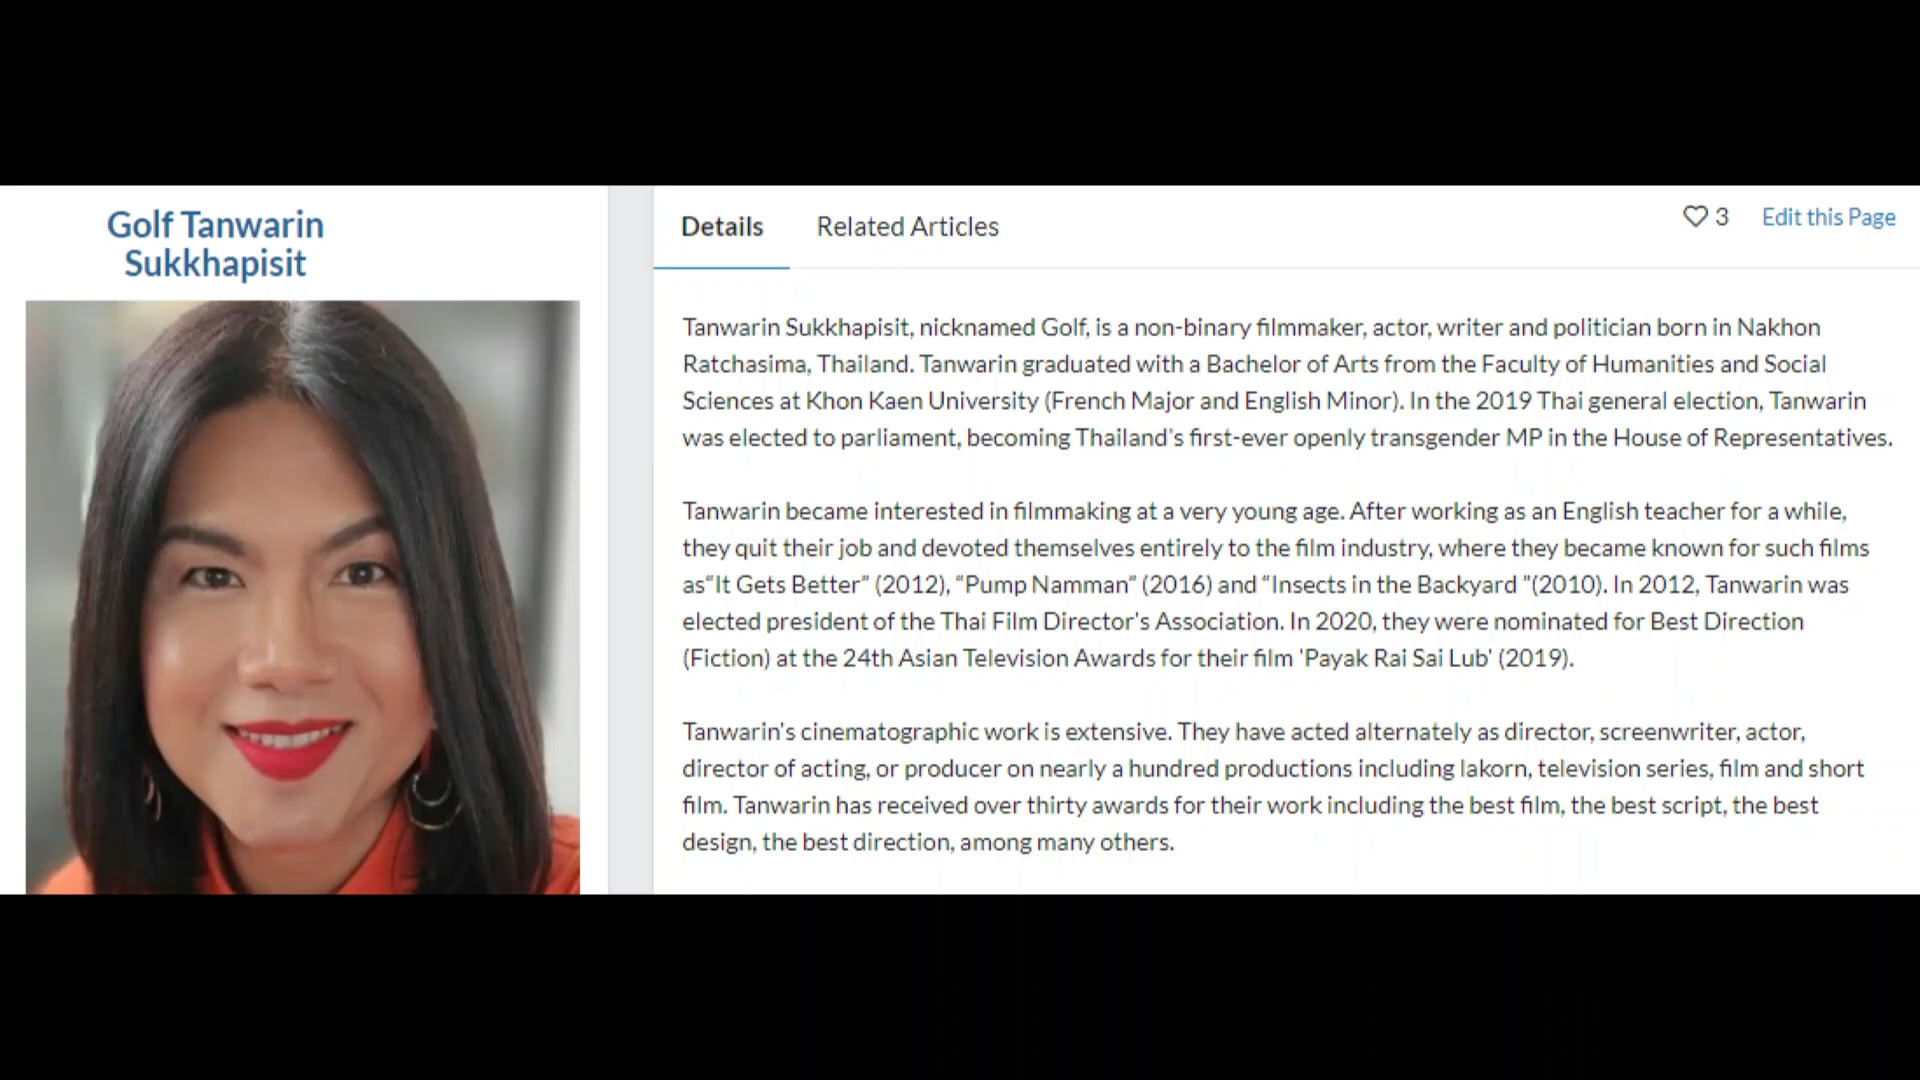 Golf Tanwarin
Sukkhapisit
Details
Related Articles
3
Edit this Page
Tanwarin Sukkhapisit, nicknamed Golf, is a non-binary filmmaker, actor, writer and politician born in Nakhon
Ratchasima, Thailand. Tanwarin graduated with a Bachelor of Arts from the Faculty of Humanities and Social
Sciences at Khon Kaen University (French Major and English Minor). In the 2019 Thai general election, Tanwarin
was elected to parliament, becoming Thailand's first-ever openly transgender MP in the House of Representatives.
Tanwarin became interested in filmmaking at a very young age. After working as an English teacher for a while,
they quit their job and devoted themselves entirely to the film industry, where they became known for such films
as“It Gets Better” (2012), “Pump Namman” (2016) and “Insects in the Backyard ”(2010). In 2012, Tanwarin was
elected president of the Thai Film Director's Association. In 2020, they were nominated for Best Direction
(Fiction) at the 24th Asian Television Awards for their film 'Payak Rai Sai Lub' (2019).
Tanwarin's cinematographic work is extensive. They have acted alternately as director, screenwriter, actor,
director of acting, or producer on nearly a hundred productions including lakorn, television series, film and short
film. Tanwarin has received over thirty awards for their work including the best film, the best script, the best
design, the best direction, among many others.